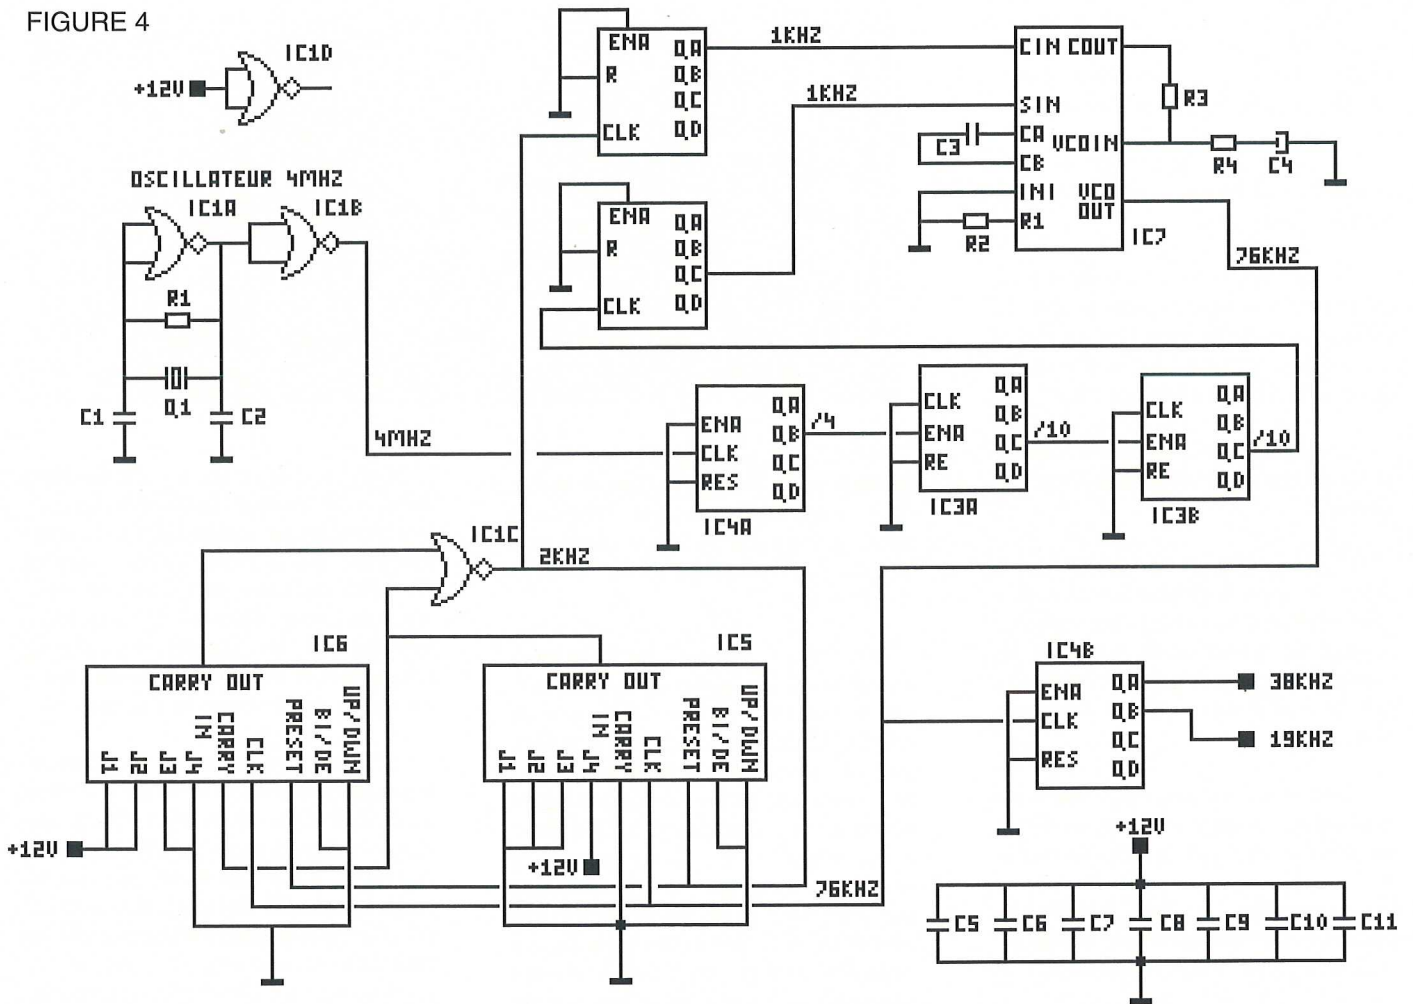 FIGURE 4
IC1D
+12V
OSCILLATEUR 4MHZ
IC1A
IC1B
R1
Q1
C1
C2
4MHZ
ENA
R
CLK
QA
QB
QC
QD
1KHZ
ENA
R
CLK
QA
QB
QC
QD
1KHZ
CIN COUT
SIN
CA
CB
VCOIN
INI
R1
VCO
OUT
IC7
C3
R2
R3
R4
C4
76KHZ
ENA
CLK
RES
QA
QB
QC
QD
IC4A
/4
CLK
ENA
RE
QA
QB
QC
QD
IC3A
/10
CLK
ENA
RE
QA
QB
QC
QD
IC3B
/10
IC1C
2KHZ
IC6
CARRY OUT
J1
J2
J3
J4
IN
CARRY
CLK
PRESET
BI/DE
UP/DWN
+12V
IC5
CARRY OUT
J1
J2
J3
J4
IN
CARRY
CLK
PRESET
BI/DE
UP/DWN
+12V
76KHZ
IC4B
ENA
CLK
RES
QA
QB
QC
QD
38KHZ
19KHZ
+12V
C5
C6
C7
C8
C9
C10
C11